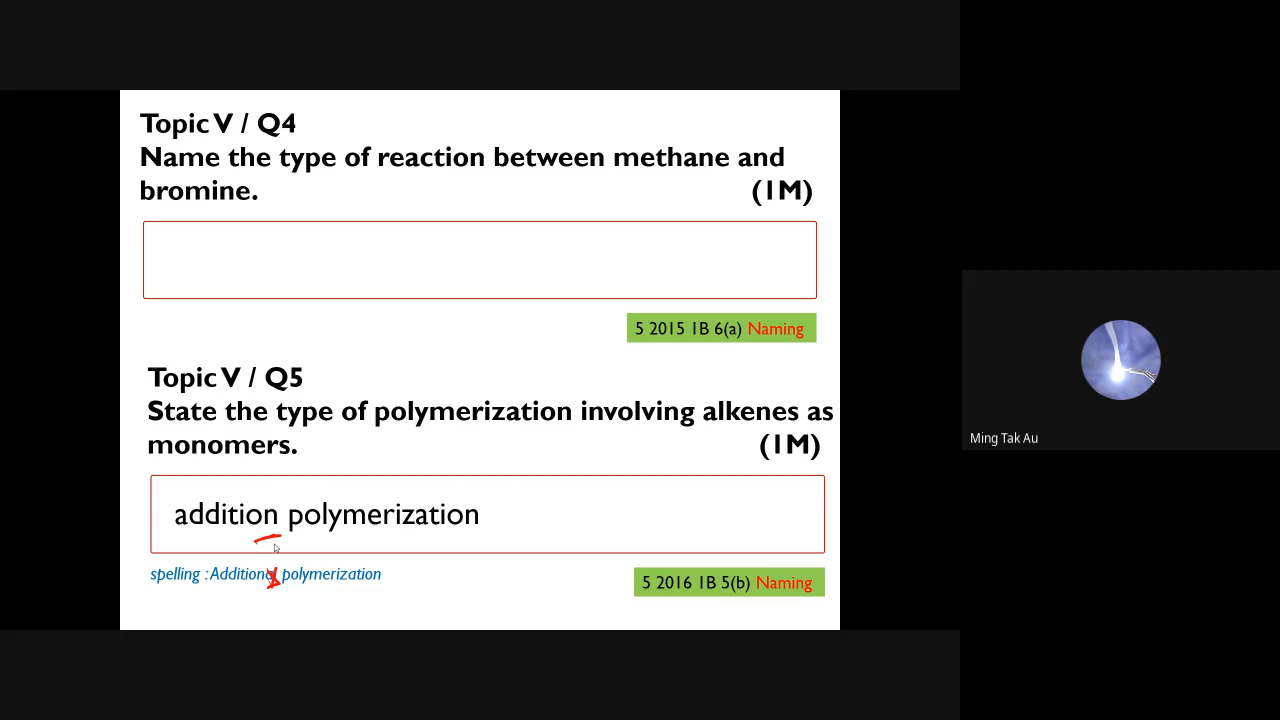 Topic V / Q4
Name the type of reaction between methane and
bromine. (1M)
5 2015 1B 6(a) Naming
Topic V / Q5
State the type of polymerization involving alkenes as
monomers. (1M)
addition polymerization
spelling : Addition polymerization
5 2016 1B 5(b) Naming
Ming Tak Au